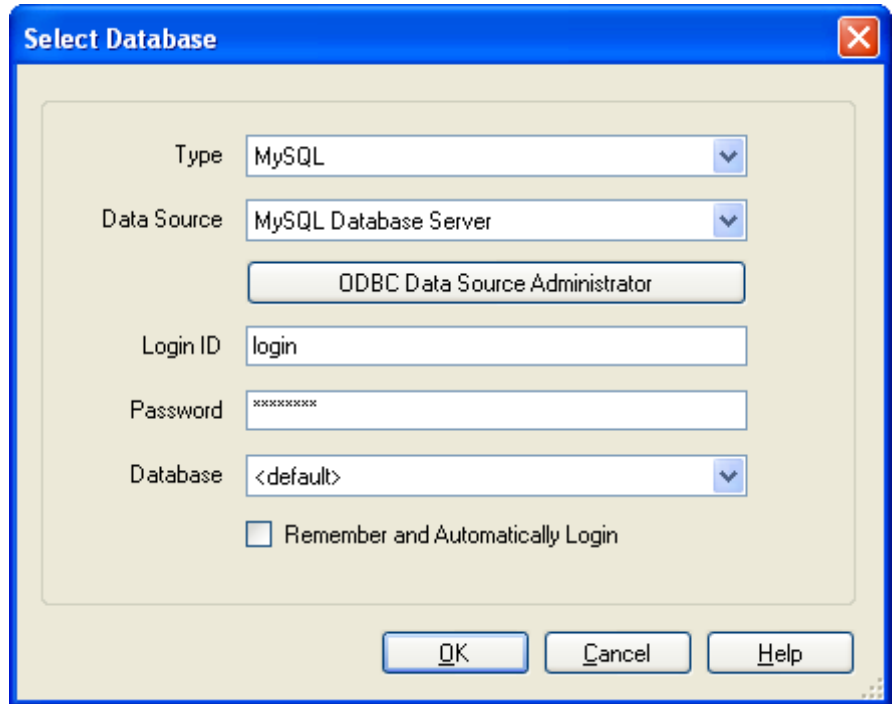 Select Database
Type MySQL
Data Source MySQL Database Server
ODBC Data Source Administrator
Login ID login
Password ********
Database <default>
Remember and Automatically Login
OK Cancel Help